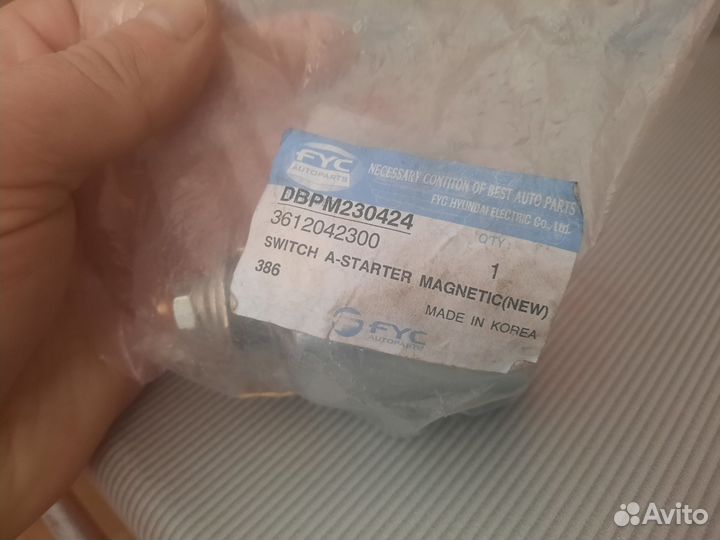 FYC
AUTOPARTS
NECESSARY CONTITON OF BEST AUTO PARTS
FYC HYUNDAI ELECTRIC Co., Ltd.
DBPM230424
3612042300
QTY
SWITCH A-STARTER MAGNETIC(NEW)
1
386
MADE IN KOREA
FYC
AUTOPARTS
Avito